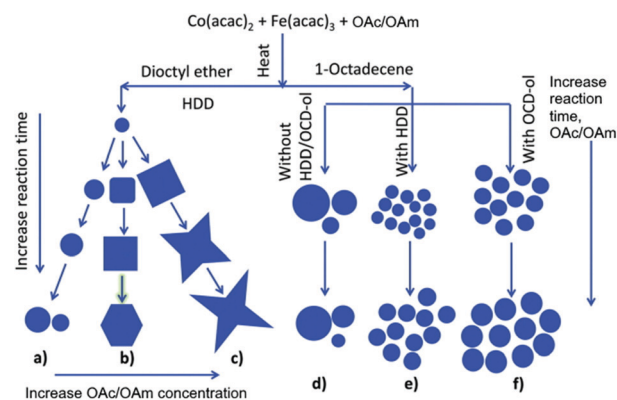 Co(acac)₂ + Fe(acac)₃ + OAc/OAm
Heat
Dioctyl ether
HDD
1-Octadecene
Without
HDD/OCD-ol
With HDD
With OCD-ol
Increase
reaction
time,
OAc/OAm
Increase reaction time
a)
b)
c)
d)
e)
f)
Increase OAc/OAm concentration